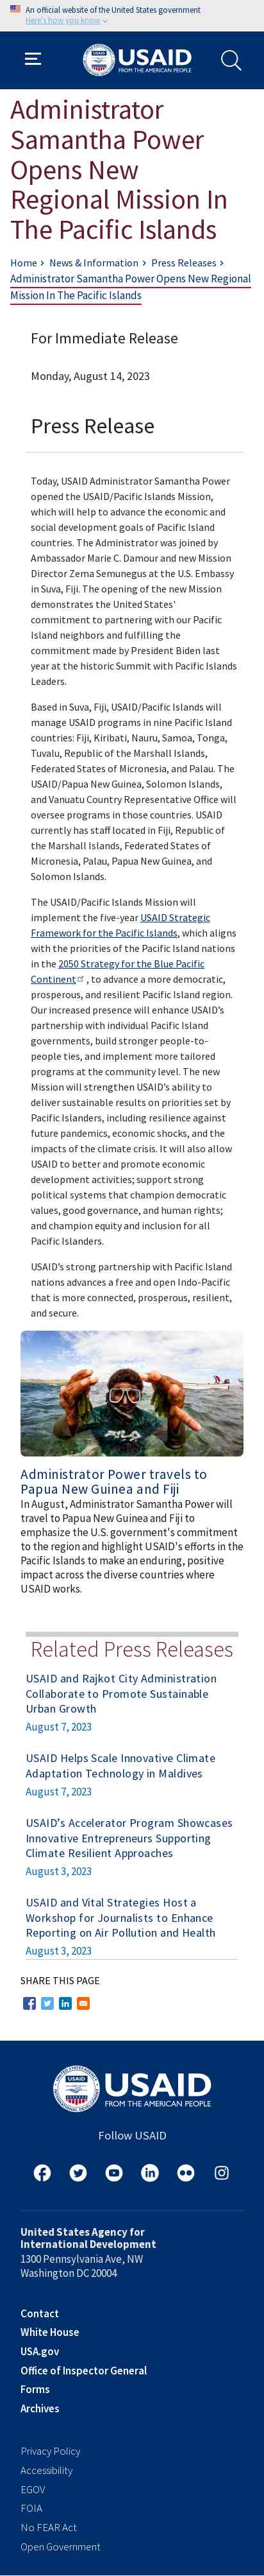 An official website of the United States government
Here's how you know
USAID
FROM THE AMERICAN PEOPLE
Administrator
Samantha Power
Opens New
Regional Mission In
The Pacific Islands
Home › News & Information › Press Releases ›
Administrator Samantha Power Opens New Regional
Mission In The Pacific Islands
For Immediate Release
Monday, August 14, 2023
Press Release
Today, USAID Administrator Samantha Power
opened the USAID/Pacific Islands Mission,
which will help to advance the economic and
social development goals of Pacific Island
countries. The Administrator was joined by
Ambassador Marie C. Damour and new Mission
Director Zema Semunegus at the U.S. Embassy
in Suva, Fiji. The opening of the new Mission
demonstrates the United States'
commitment to partnering with our Pacific
Island neighbors and fulfilling the
commitment made by President Biden last
year at the historic Summit with Pacific Islands
Leaders.
Based in Suva, Fiji, USAID/Pacific Islands will
manage USAID programs in nine Pacific Island
countries: Fiji, Kiribati, Nauru, Samoa, Tonga,
Tuvalu, Republic of the Marshall Islands,
Federated States of Micronesia, and Palau. The
USAID/Papua New Guinea, Solomon Islands,
and Vanuatu Country Representative Office will
oversee programs in those countries. USAID
currently has staff located in Fiji, Republic of
the Marshall Islands, Federated States of
Micronesia, Palau, Papua New Guinea, and
Solomon Islands.
The USAID/Pacific Islands Mission will
implement the five-year USAID Strategic
Framework for the Pacific Islands, which aligns
with the priorities of the Pacific Island nations
in the 2050 Strategy for the Blue Pacific
Continent , to advance a more democratic,
prosperous, and resilient Pacific Island region.
Our increased presence will enhance USAID’s
partnership with individual Pacific Island
governments, build stronger people-to-
people ties, and implement more tailored
programs at the community level. The new
Mission will strengthen USAID’s ability to
deliver sustainable results on priorities set by
Pacific Islanders, including resilience against
future pandemics, economic shocks, and the
impacts of the climate crisis. It will also allow
USAID to better and promote economic
development activities; support strong
political systems that champion democratic
values, good governance, and human rights;
and champion equity and inclusion for all
Pacific Islanders.
USAID’s strong partnership with Pacific Island
nations advances a free and open Indo-Pacific
that is more connected, prosperous, resilient,
and secure.
Administrator Power travels to
Papua New Guinea and Fiji
In August, Administrator Samantha Power will
travel to Papua New Guinea and Fiji to
emphasize the U.S. government's commitment
to the region and highlight USAID's efforts in the
Pacific Islands to make an enduring, positive
impact across the diverse countries where
USAID works.
Related Press Releases
USAID and Rajkot City Administration
Collaborate to Promote Sustainable
Urban Growth
August 7, 2023
USAID Helps Scale Innovative Climate
Adaptation Technology in Maldives
August 7, 2023
USAID’s Accelerator Program Showcases
Innovative Entrepreneurs Supporting
Climate Resilient Approaches
August 3, 2023
USAID and Vital Strategies Host a
Workshop for Journalists to Enhance
Reporting on Air Pollution and Health
August 3, 2023
SHARE THIS PAGE
USAID
FROM THE AMERICAN PEOPLE
Follow USAID
United States Agency for
International Development
1300 Pennsylvania Ave, NW
Washington DC 20004
Contact
White House
USA.gov
Office of Inspector General
Forms
Archives
Privacy Policy
Accessibility
EGOV
FOIA
No FEAR Act
Open Government